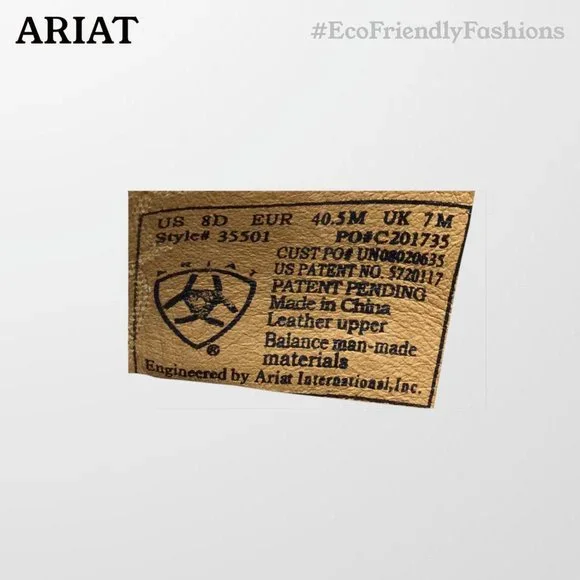 ARIAT
#EcoFriendlyFashions
US 8D EUR 40.5M UK 7M
Style# 35501 PO#C201735
CUST PO# UN08020635
US PATENT NO. 5720117
PATENT PENDING
ARIAT
Made in China
Leather upper
Balance man-made
materials
®
Engineered by Ariat International,Inc.